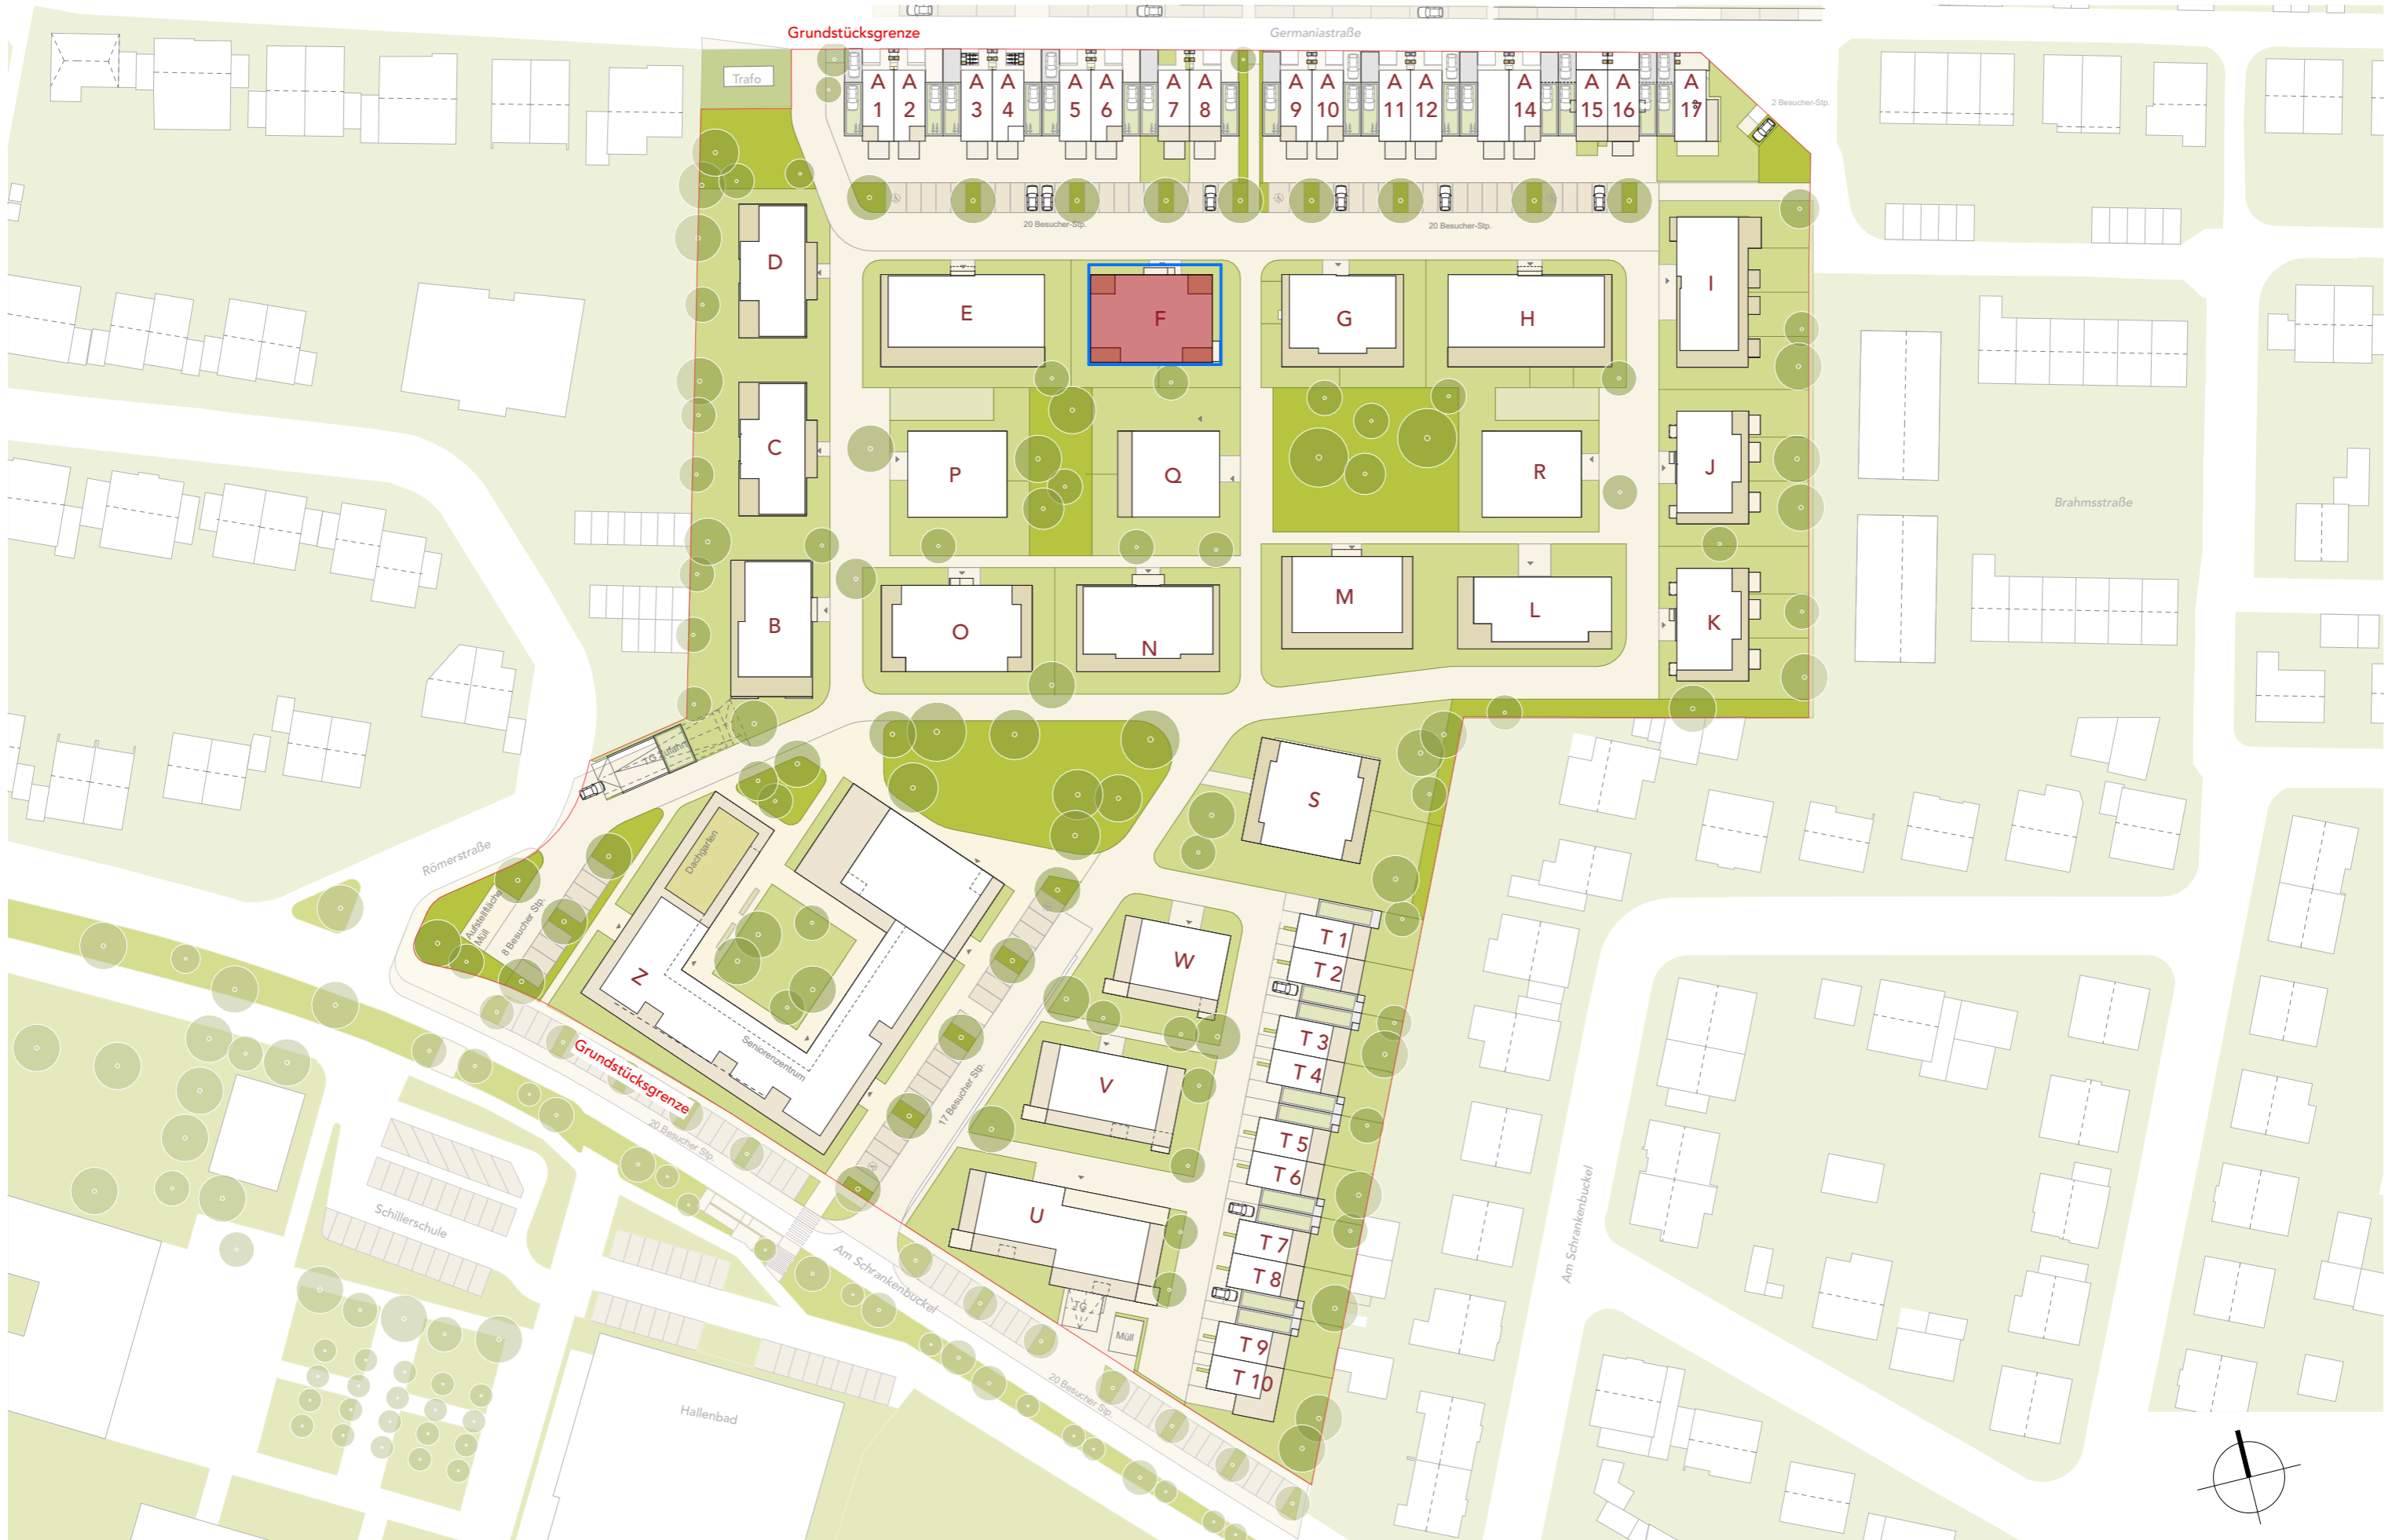 Grundstücksgrenze
Germaniastraße
Trafo
2 Besucher-Stp.
A 1
A 2
A 3
A 4
A 5
A 6
A 7
A 8
A 9
A 10
A 11
A 12
A 14
A 15
A 16
A 17
20 Besucher-Stp.
20 Besucher-Stp.
D
E
F
G
H
I
C
P
Q
R
J
Brahmsstraße
B
O
N
M
L
K
TG Zufahrt
S
Dachgarten
Römerstraße
Aufstellfläche
Müll
8 Besucher Stp.
Z
Seniorenzentrum
W
T 1
T 2
T 3
T 4
V
17 Besucher Stp.
Grundstücksgrenze
20 Besucher Stp.
T 5
T 6
U
T 7
T 8
Schillerschule
Am Schrankenbuckel
Am Schrankenbuckel
TG
Müll
T 9
T 10
20 Besucher Stp.
Hallenbad